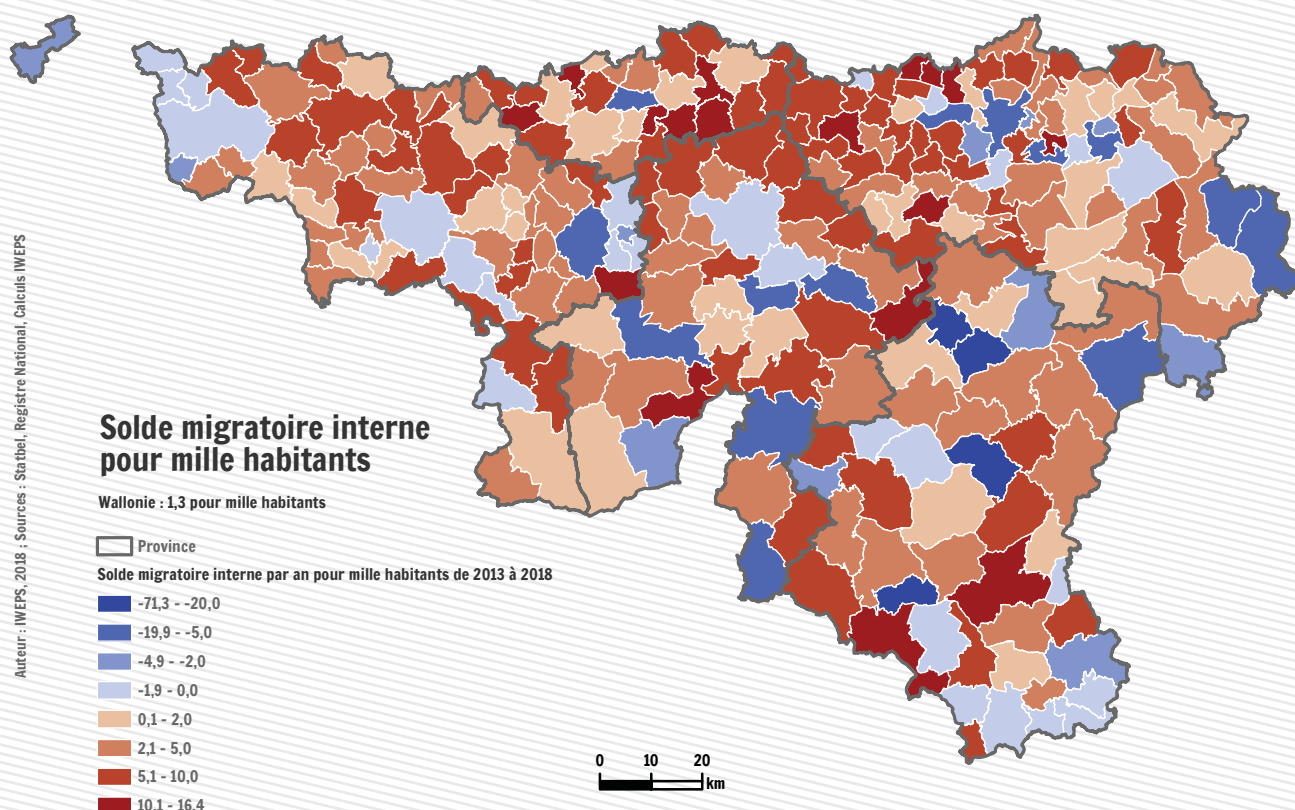 Solde migratoire interne
pour mille habitants
Wallonie : 1,3 pour mille habitants
Province
Solde migratoire interne par an pour mille habitants de 2013 à 2018
-71,3 - -20,0
-19,9 - -5,0
-4,9 - -2,0
-1,9 - 0,0
0,1 - 2,0
2,1 - 5,0
5,1 - 10,0
10,1 - 16,4
0 10 20
km
Auteur : IWEPS, 2018 ; Sources : Statbel, Registre National, Calculs IWEPS